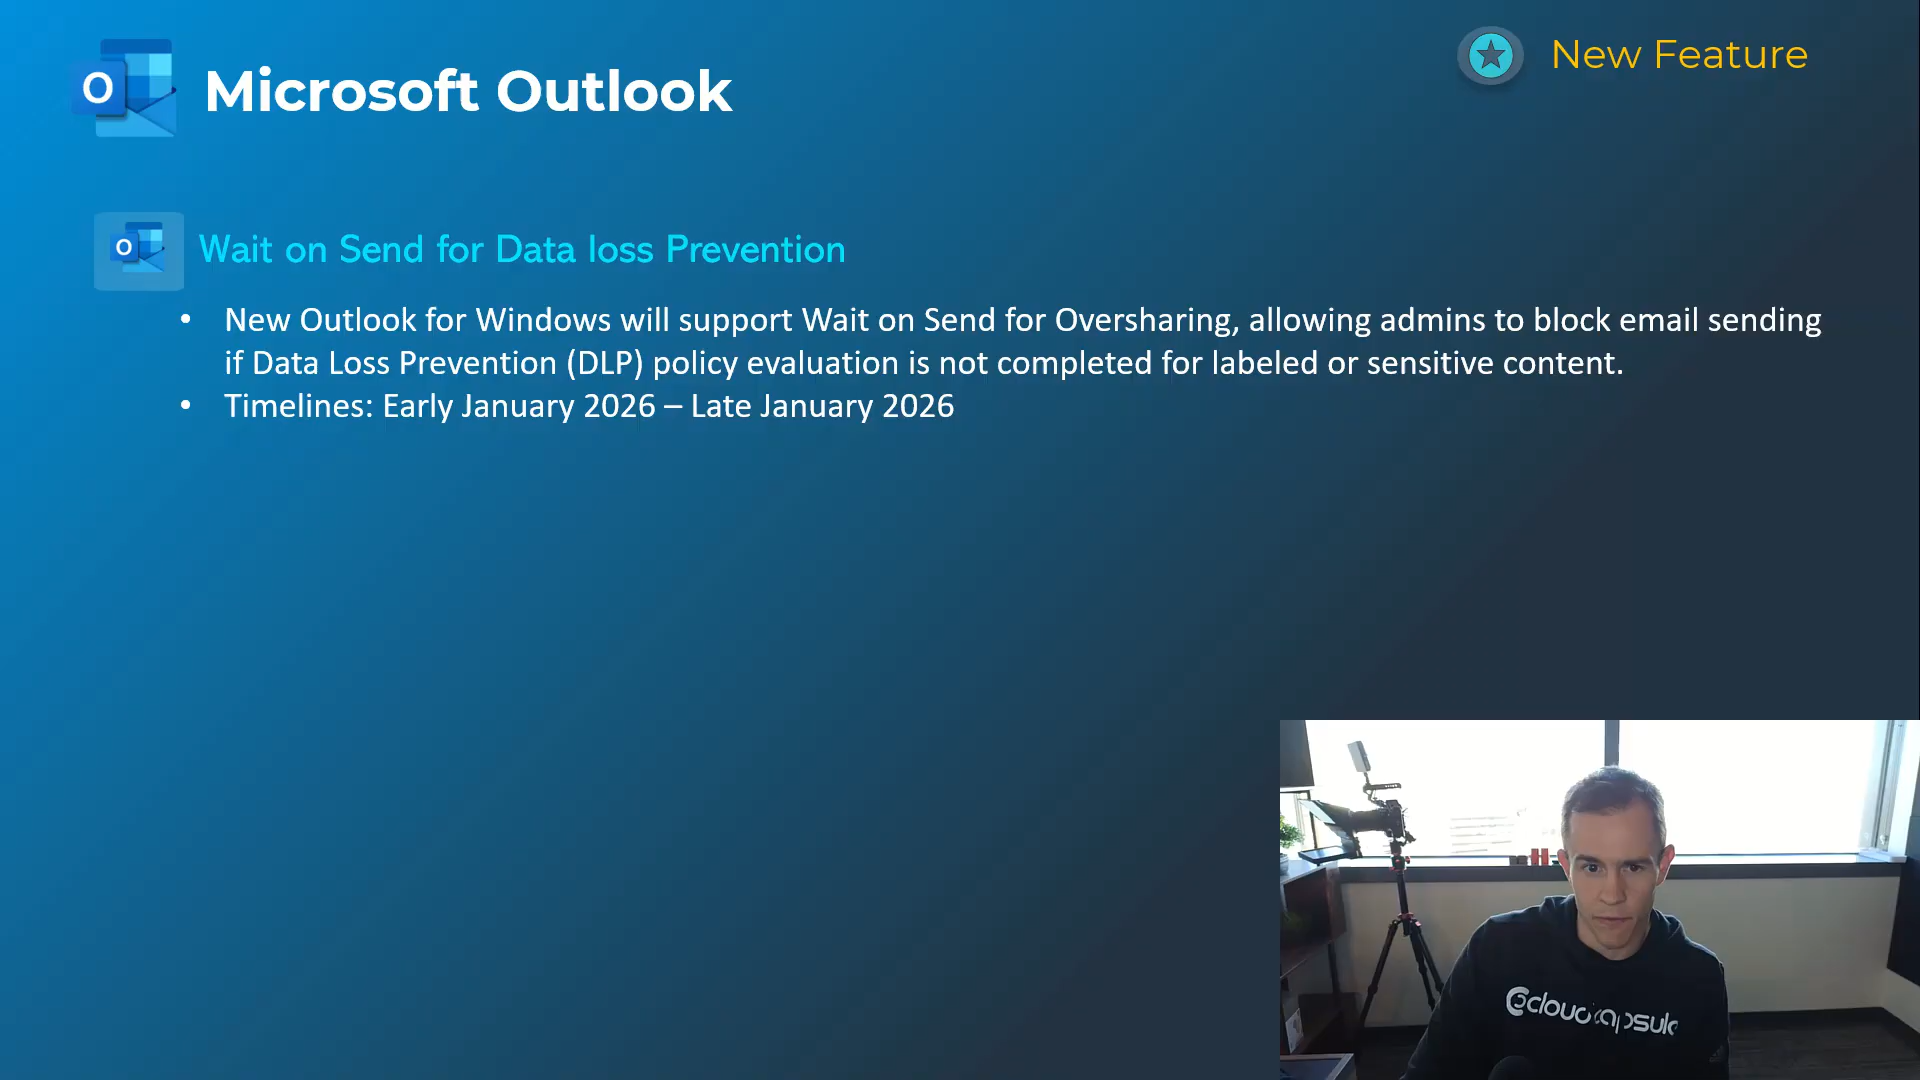 New Feature
O Microsoft Outlook
O Wait on Send for Data loss Prevention
• New Outlook for Windows will support Wait on Send for Oversharing, allowing admins to block email sending
if Data Loss Prevention (DLP) policy evaluation is not completed for labeled or sensitive content.
• Timelines: Early January 2026 – Late January 2026
cloudcapsule